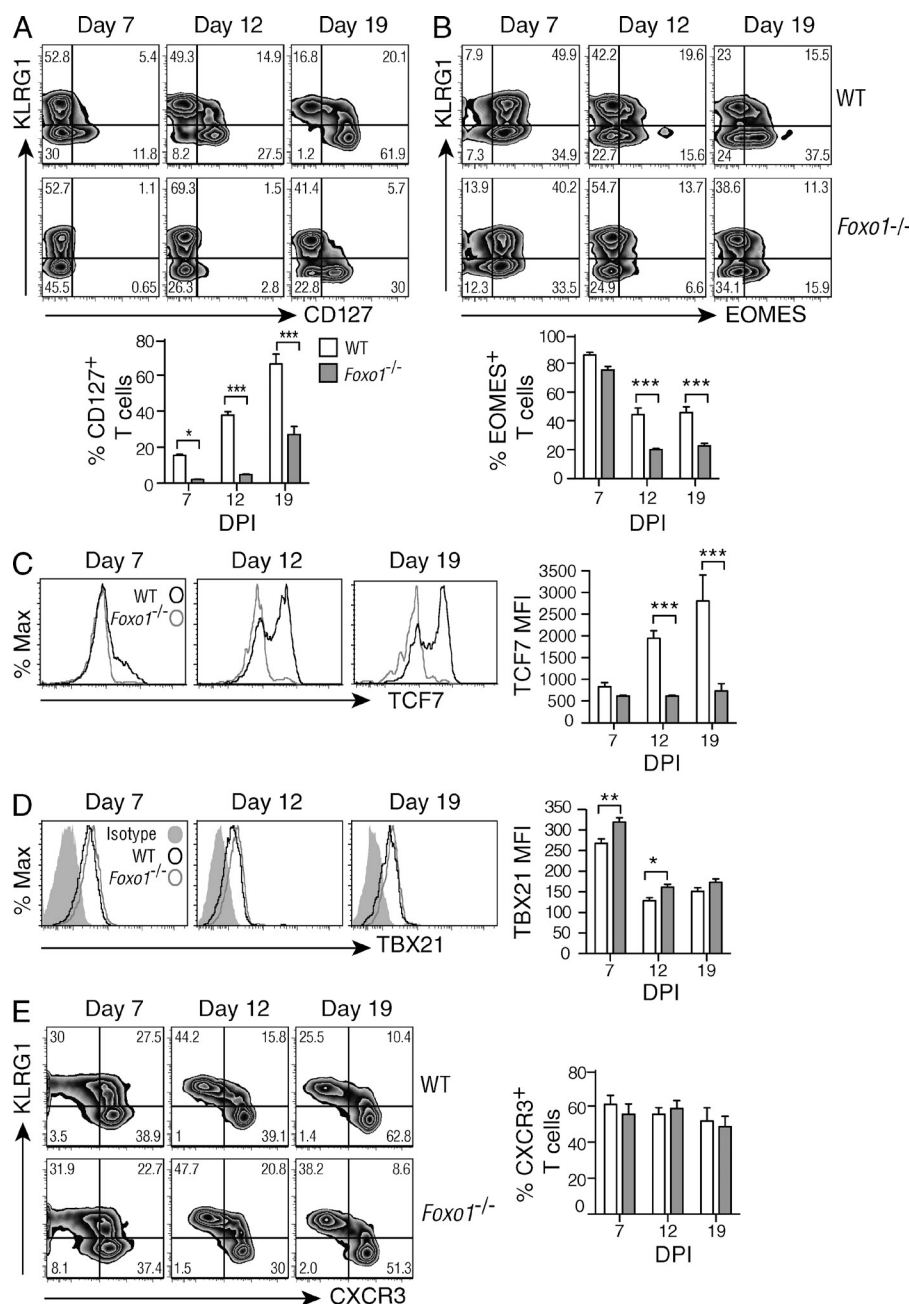 A
Day 7
Day 12
Day 19
KLRG1
52.8
5.4
30
11.8
49.3
14.9
8.2
27.5
16.8
20.1
1.2
61.9
52.7
1.1
45.5
0.65
69.3
1.5
26.3
2.8
41.4
5.7
22.8
30
CD127
B
Day 7
Day 12
Day 19
KLRG1
7.9
49.9
7.3
34.9
42.2
19.6
22.7
15.6
23
15.5
24
37.5
WT
13.9
40.2
12.3
33.5
54.7
13.7
24.9
6.6
38.6
11.3
34.1
15.9
Foxo1-/-
EOMES
% CD127+
T cells
80
60
40
20
0
*
***
***
WT
Foxo1-/-
7
12
19
DPI
% EOMES+
T cells
100
80
60
40
20
0
***
***
7
12
19
DPI
C
Day 7
Day 12
Day 19
% Max
WT
Foxo1-/-
TCF7
TCF7 MFI
3500
3000
2500
2000
1500
1000
500
0
***
***
7
12
19
DPI
D
Day 7
Day 12
Day 19
% Max
Isotype
WT
Foxo1-/-
TBX21
TBX21 MFI
350
300
250
200
150
100
50
0
**
*
7
12
19
DPI
E
Day 7
Day 12
Day 19
KLRG1
30
27.5
3.5
38.9
44.2
15.8
1
39.1
25.5
10.4
1.4
62.8
WT
31.9
22.7
8.1
37.4
47.7
20.8
1.5
30
38.2
8.6
2.0
51.3
Foxo1-/-
CXCR3
% CXCR3+
T cells
80
60
40
20
0
7
12
19
DPI